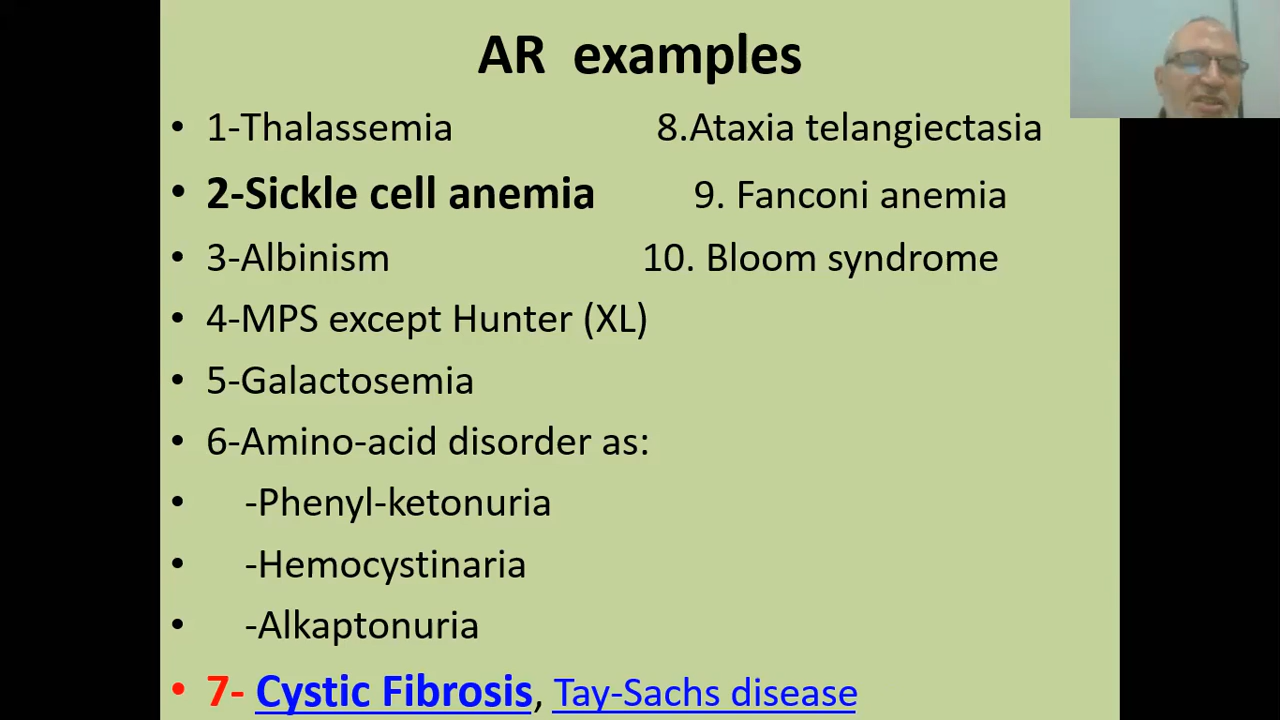 AR examples
• 1-Thalassemia 8.Ataxia telangiectasia
• 2-Sickle cell anemia 9. Fanconi anemia
• 3-Albinism 10. Bloom syndrome
• 4-MPS except Hunter (XL)
• 5-Galactosemia
• 6-Amino-acid disorder as:
• -Phenyl-ketonuria
• -Hemocystinaria
• -Alkaptonuria
• 7- Cystic Fibrosis, Tay-Sachs disease